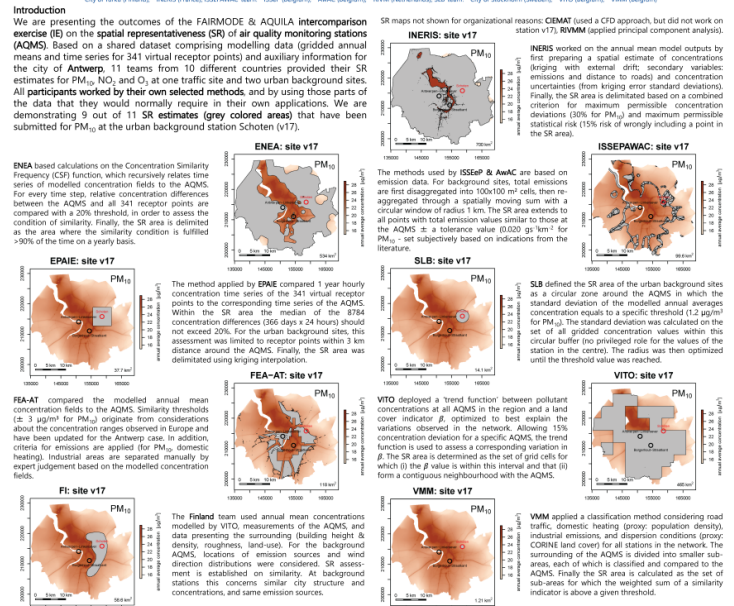 Introduction
We are presenting the outcomes of the FAIRMODE & AQUILA intercomparison
exercise (IE) on the spatial representativeness (SR) of air quality monitoring stations
(AQMS). Based on a shared dataset comprising modelling data (gridded annual
means and time series for 341 virtual receptor points) and auxiliary information for
the city of Antwerp, 11 teams from 10 different countries provided their SR
estimates for PM10, NO2 and O3 at one traffic site and two urban background sites.
All participants worked by their own selected methods, and by using those parts of
the data that they would normally require in their own applications. We are
demonstrating 9 out of 11 SR estimates (grey colored areas) that have been
submitted for PM10 at the urban background station Schoten (v17).
SR maps not shown for organizational reasons: CIEMAT (used a CFD approach, but did not work on
station v17), RIVMM (applied principal component analysis).
INERIS: site v17
PM10
700 km²
INERIS worked on the annual mean model outputs by
first preparing a spatial estimate of concentrations
(kriging with external drift; secondary variables:
emissions and distance to roads) and concentration
uncertainties (from kriging error standard deviations).
Finally, the SR area is delimitated based on a combined
criterion for maximum permissible concentration
deviations (30% for PM10) and maximum permissible
statistical risk (15% risk of wrongly including a point in
the SR area).
ENEA based calculations on the Concentration Similarity
Frequency (CSF) function, which recursively relates time
series of modelled concentration fields to the AQMS.
For every time step, relative concentration differences
between the AQMS and all 341 receptor points are
compared with a 20% threshold, in order to assess the
condition of similarity. Finally, the SR area is delimited
as the area where the similarity condition is fulfilled
>90% of the time on a yearly basis.
ENEA: site v17
PM10
534 km²
The methods used by ISSEeP & AwAC are based on
emission data. For background sites, total emissions
are first disaggregated into 100x100 m² cells, then re-
aggregated through a spatially moving sum with a
circular window of radius 1 km. The SR area extends to
all points with total emission values similar to those at
the AQMS ± a tolerance value (0.020 gs⁻¹km⁻² for
PM10 - set subjectively based on indications from the
literature.
ISSEPAWAC: site v17
PM10
99.6 km²
EPAIE: site v17
PM10
37.7 km²
The method applied by EPAIE compared 1 year hourly
concentration time series of the 341 virtual receptor
points to the corresponding time series of the AQMS.
Within the SR area the median of the 8784
concentration differences (366 days x 24 hours) should
not exceed 20%. For the urban background sites, this
assessment was limited to receptor points within 3 km
distance around the AQMS. Finally, the SR area was
delimitated using kriging interpolation.
SLB: site v17
PM10
14.1 km²
SLB defined the SR area of the urban background sites
as a circular zone around the AQMS in which the
standard deviation of the modelled annual averages
concentration equals to a specific threshold (1.2 µg/m³
for PM10). The standard deviation was calculated on the
set of all gridded concentration values within this
circular buffer (no privileged role for the values of the
station in the centre). The radius was then optimized
until the threshold value was reached.
FEA-AT compared the modelled annual mean
concentration fields to the AQMS. Similarity thresholds
(± 3 µg/m³ for PM10) originate from considerations
about the concentration ranges observed in Europe and
have been updated for the Antwerp case. In addition,
criteria for emissions are applied (for PM10, domestic
heating). Industrial areas are separated manually by
expert judgement based on the modelled concentration
fields.
FEA−AT: site v17
PM10
VITO deployed a 'trend function' between pollutant
concentrations at all AQMS in the region and a land
cover indicator β, optimized to best explain the
variations observed in the network. Allowing 15%
concentration deviation for a specific AQMS, the trend
function is used to assess a corresponding variation in
β. The SR area is determined as the set of grid cells for
which (i) the β value is within this interval and that (ii)
form a contiguous neighbourhood with the AQMS.
VITO: site v17
PM10
FI: site v17
PM10
The Finland team used annual mean concentrations
modelled by VITO, measurements of the AQMS, and
data presenting the surrounding (building height &
density, roughness, land-use). For the background
AQMS, locations of emission sources and wind
direction distributions were considered. SR assess-
ment is established on similarity. At background
stations this concerns similar city structure and
concentrations, and same emission sources.
VMM: site v17
PM10
1.21 km²
VMM applied a classification method considering road
traffic, domestic heating (proxy: population density),
industrial emissions, and dispersion conditions (proxy:
CORINE land cover) for all stations in the network. The
surrounding of the AQMS is divided into smaller sub-
areas, each of which is classified and compared to the
AQMS. Finally the SR area is calculated as the set of
sub-areas for which the weighted sum of a similarity
indicator is above a given threshold.